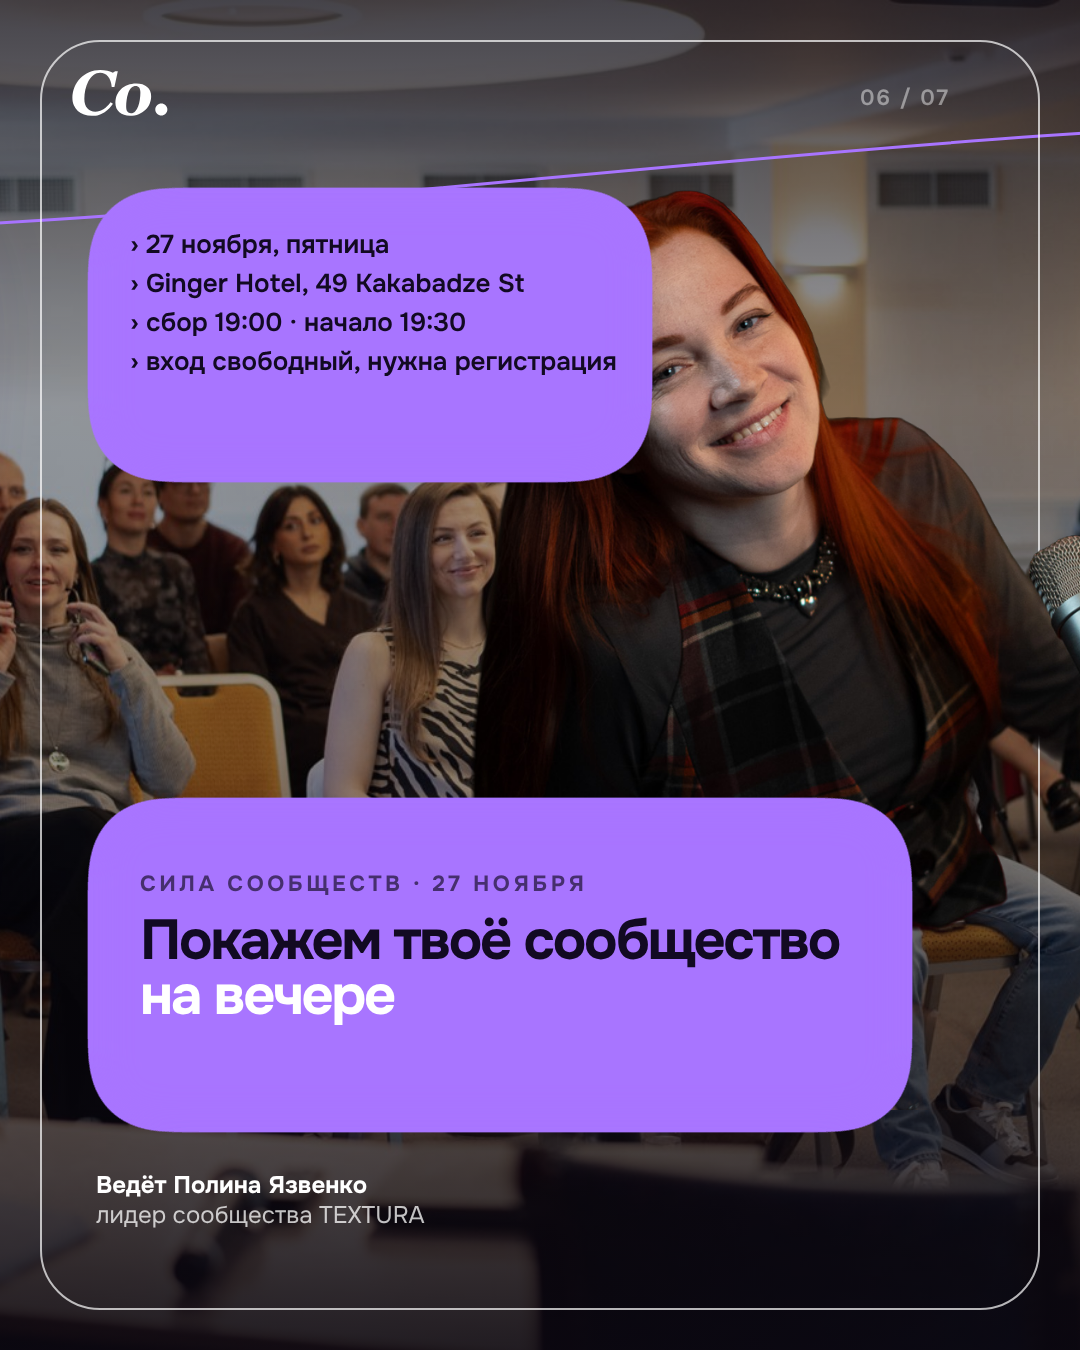 Co.
06 / 07
› 27 ноября, пятница
› Ginger Hotel, 49 Kakabadze St
› сбор 19:00 · начало 19:30
› вход свободный, нужна регистрация
СИЛА СООБЩЕСТВ · 27 НОЯБРЯ
Покажем твоё сообщество
на вечере
Ведёт Полина Язвенко
лидер сообщества TEXTURA